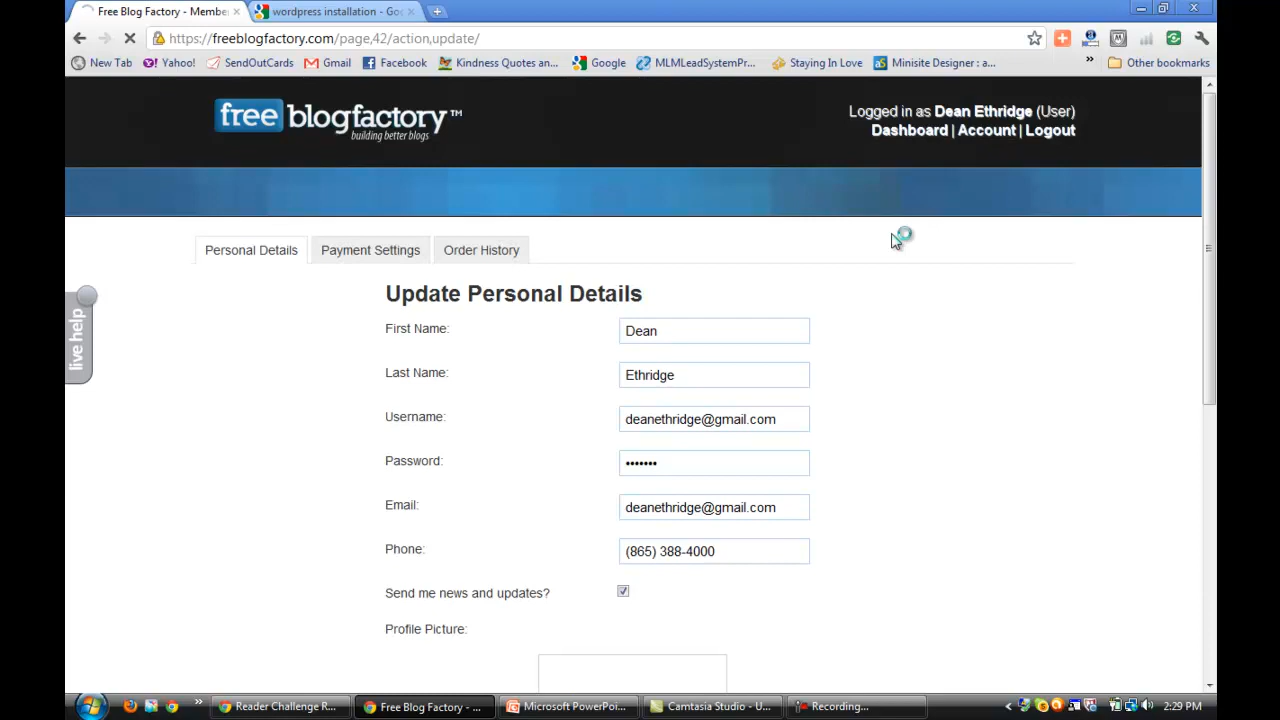 Free Blog Factory - Membe
wordpress installation - Goo
https://freeblogfactory.com/page,42/action,update/
New Tab Yahoo! SendOutCards Gmail Facebook Kindness Quotes an... Google MLMLeadSystemPr... Staying In Love Minisite Designer : a... » Other bookmarks
free blogfactory™
building better blogs
Logged in as Dean Ethridge (User)
Dashboard | Account | Logout
Personal Details Payment Settings Order History
live help
Update Personal Details
First Name: Dean
Last Name: Ethridge
Username: deanethridge@gmail.com
Password: •••••••
Email: deanethridge@gmail.com
Phone: (865) 388-4000
Send me news and updates?
Profile Picture:
» Reader Challenge R... Free Blog Factory - ... Microsoft PowerPoi... Camtasia Studio - U... Recording... 2:29 PM